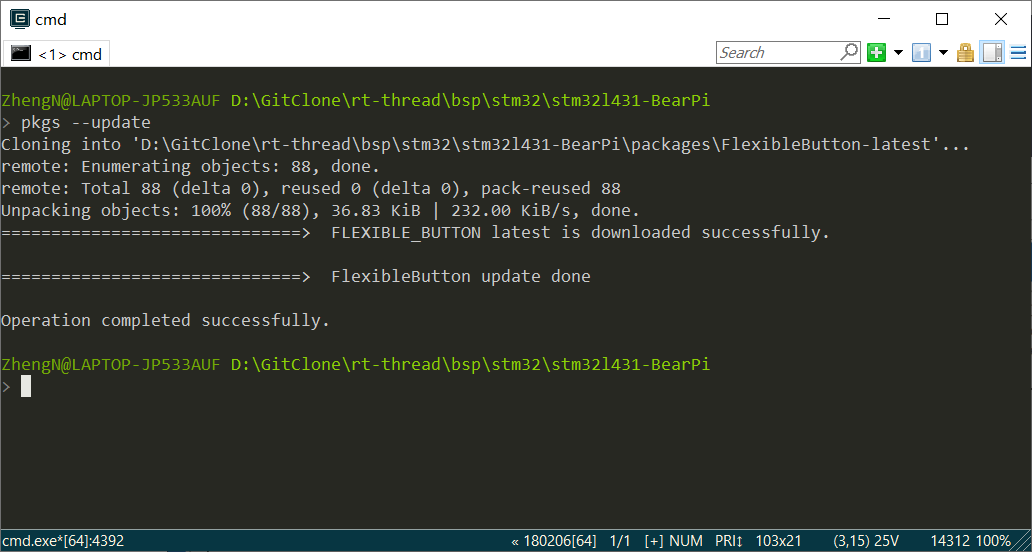 cmd
<1> cmd
Search
ZhengN@LAPTOP-JP533AUF D:\GitClone\rt-thread\bsp\stm32\stm32l431-BearPi
> pkgs --update
Cloning into 'D:\GitClone\rt-thread\bsp\stm32\stm32l431-BearPi\packages\FlexibleButton-latest'...
remote: Enumerating objects: 88, done.
remote: Total 88 (delta 0), reused 0 (delta 0), pack-reused 88
Unpacking objects: 100% (88/88), 36.83 KiB | 232.00 KiB/s, done.
==============================>  FLEXIBLE_BUTTON latest is downloaded successfully.
==============================>  FlexibleButton update done
Operation completed successfully.
ZhengN@LAPTOP-JP533AUF D:\GitClone\rt-thread\bsp\stm32\stm32l431-BearPi
>
cmd.exe*[64]:4392 « 180206[64] 1/1 [+] NUM PRI↕ 103x21 (3,15) 25V 14312 100%